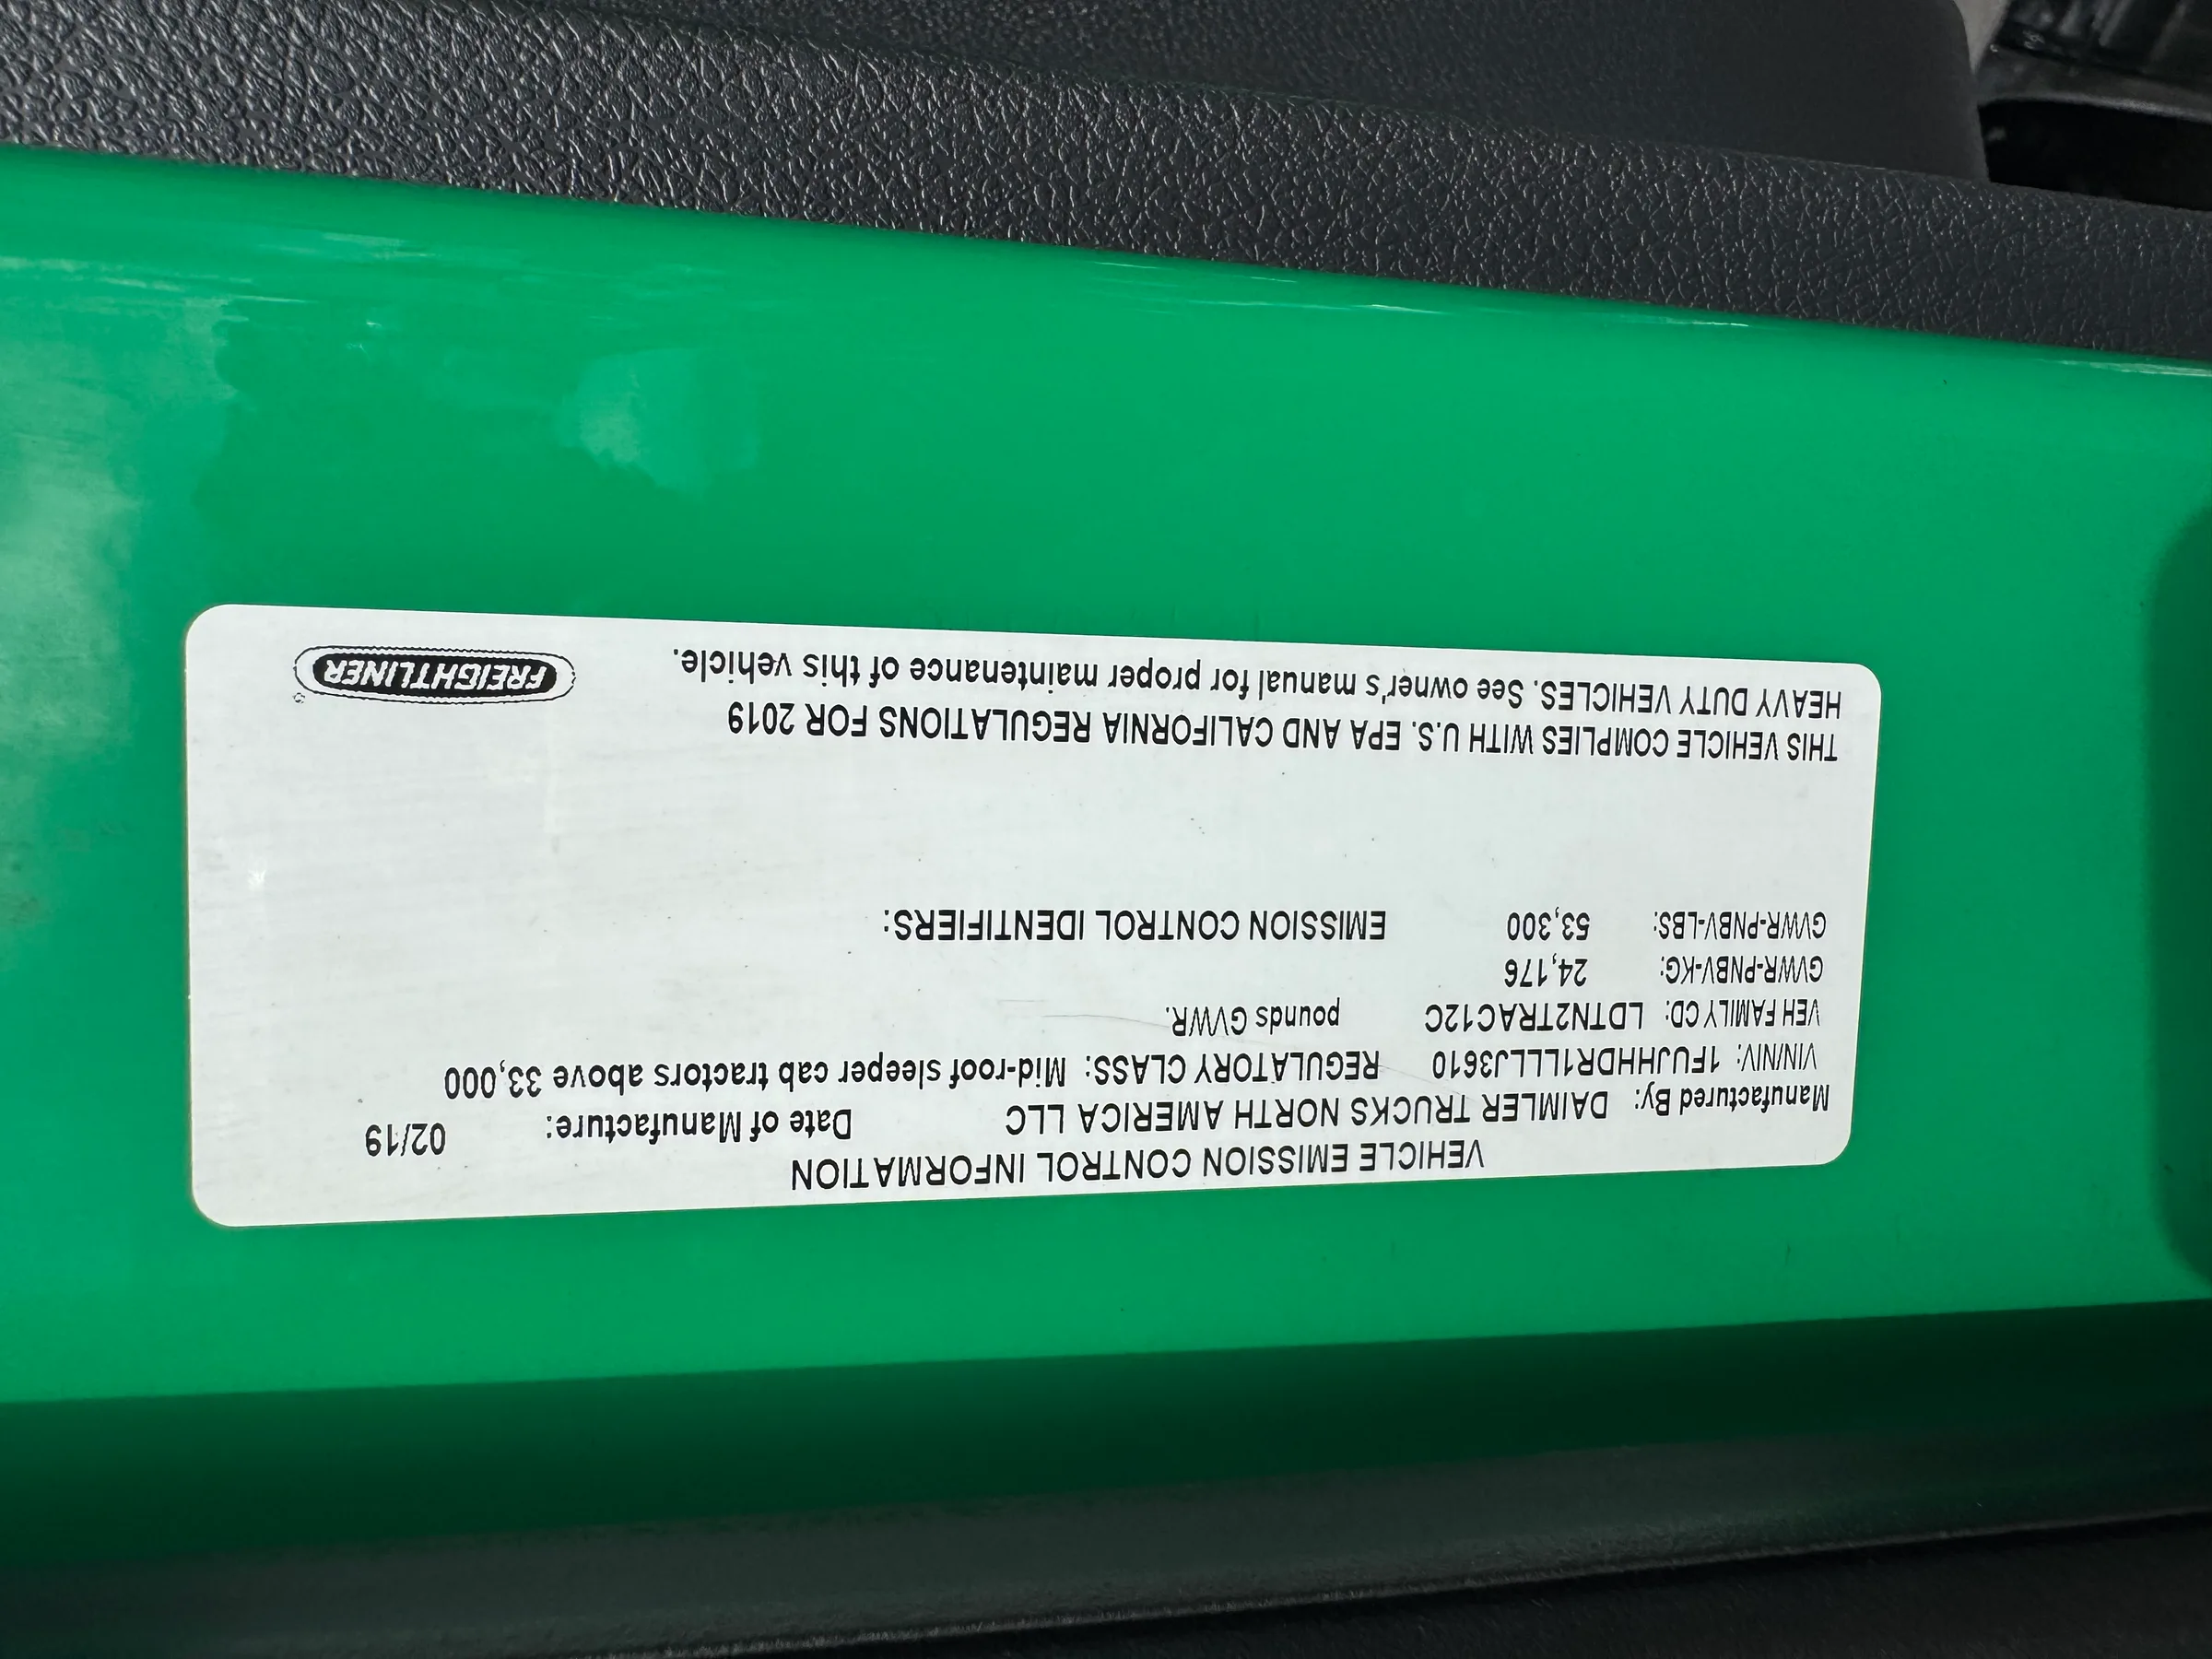 VEHICLE EMISSION CONTROL INFORMATION
Manufactured By: DAIMLER TRUCKS NORTH AMERICA LLC Date of Manufacture: 02/19
VIN/NIV: 1FUJHHDR1LLLJ3610 REGULATORY CLASS: Mid-roof sleeper cab tractors above 33,000
VEH FAMILY CD: LDTN2TRAC12C pounds GVWR.
GVWR-PNBV-KG: 24,176
GVWR-PNBV-LBS: 53,300 EMISSION CONTROL IDENTIFIERS:
THIS VEHICLE COMPLIES WITH U.S. EPA AND CALIFORNIA REGULATIONS FOR 2019
HEAVY DUTY VEHICLES. See owner's manual for proper maintenance of this vehicle.
FREIGHTLINER